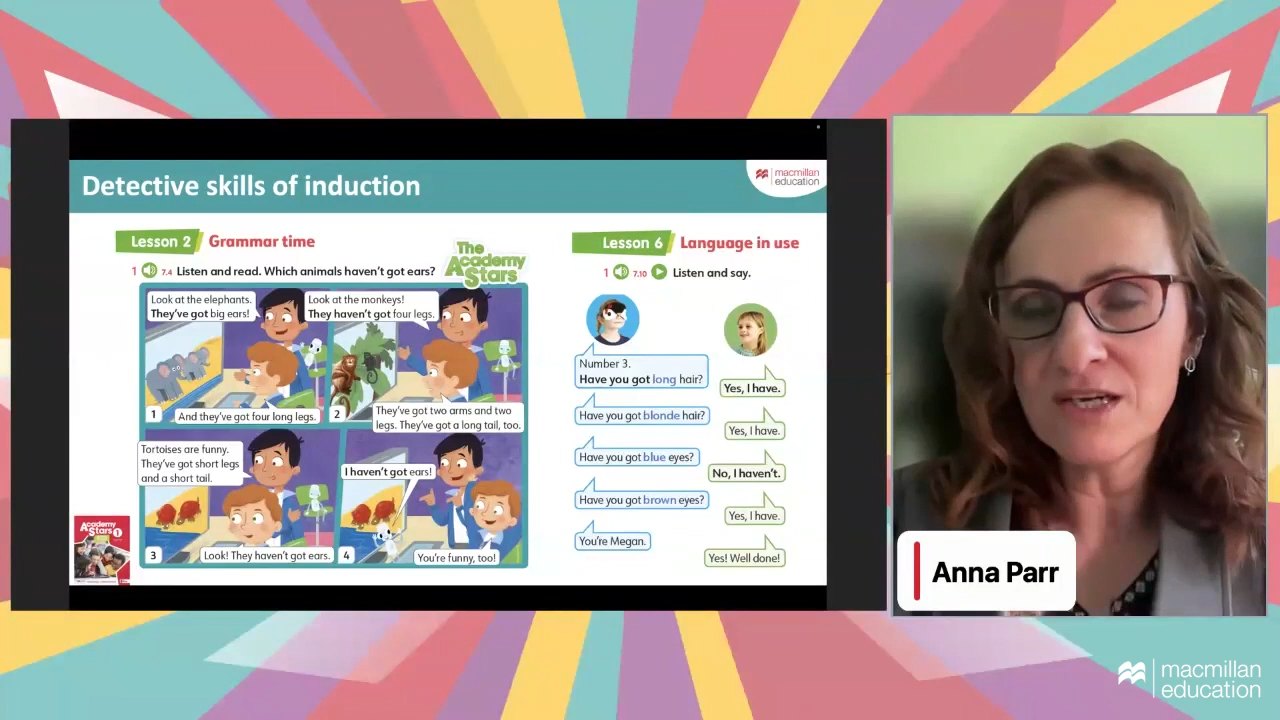 Detective skills of induction
macmillan
education
Lesson 2 Grammar time
1 7.4 Listen and read. Which animals haven't got ears?
The
Academy
Stars
Look at the elephants.
They've got big ears!
And they've got four long legs.
1
Look at the monkeys!
They haven't got four legs.
They've got two arms and two
legs. They've got a long tail, too.
2
Tortoises are funny.
They've got short legs
and a short tail.
Look! They haven't got ears.
3
I haven't got ears!
You're funny, too!
4
Academy
Stars 1
Lesson 6 Language in use
1 7.10 Listen and say.
Number 3.
Have you got long hair?
Yes, I have.
Have you got blonde hair?
Yes, I have.
Have you got blue eyes?
No, I haven't.
Have you got brown eyes?
Yes, I have.
You're Megan.
Yes! Well done!
Anna Parr
macmillan
education